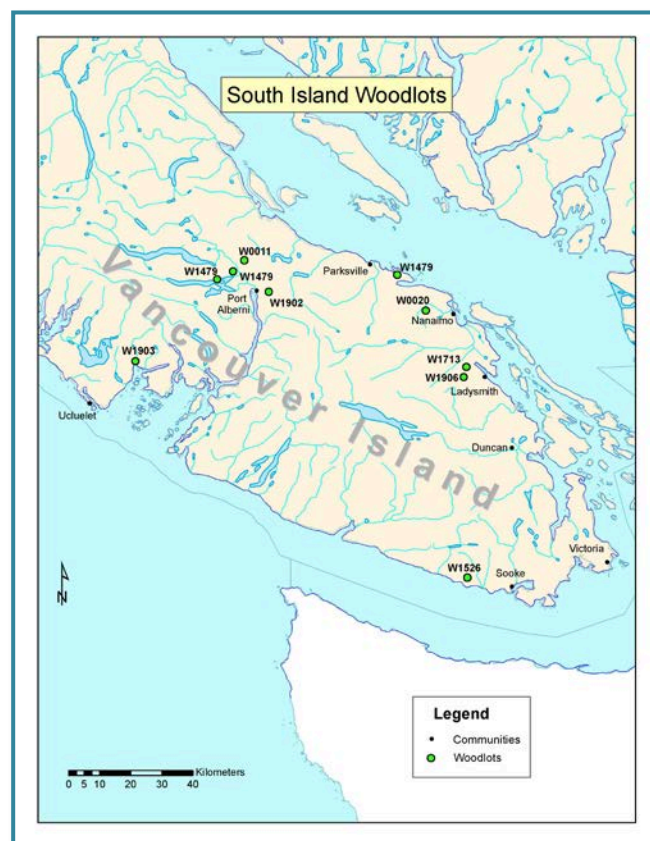 South Island Woodlots
W0011
W1479
W1479
Port
Alberni
W1902
Parksville
W1479
W0020
Nanaimo
W1903
W1713
W1906
Ladysmith
Ucluelet
Vancouver Island
Duncan
Victoria
W1526
Sooke
N
Legend
Communities
Woodlots
Kilometers
0 5 10 20 30 40